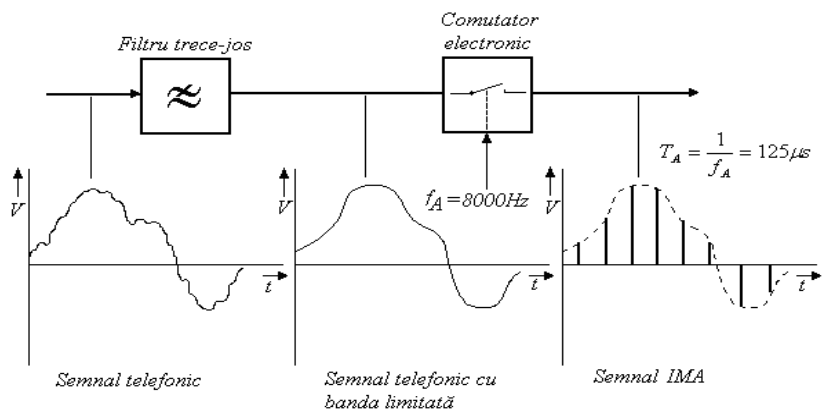 Comutator
electronic
Filtru trece-jos
T_A = 1/f_A = 125μs
f_A=8000Hz
V
V
V
t
t
t
Semnal telefonic
Semnal telefonic cu
banda limitată
Semnal IMA